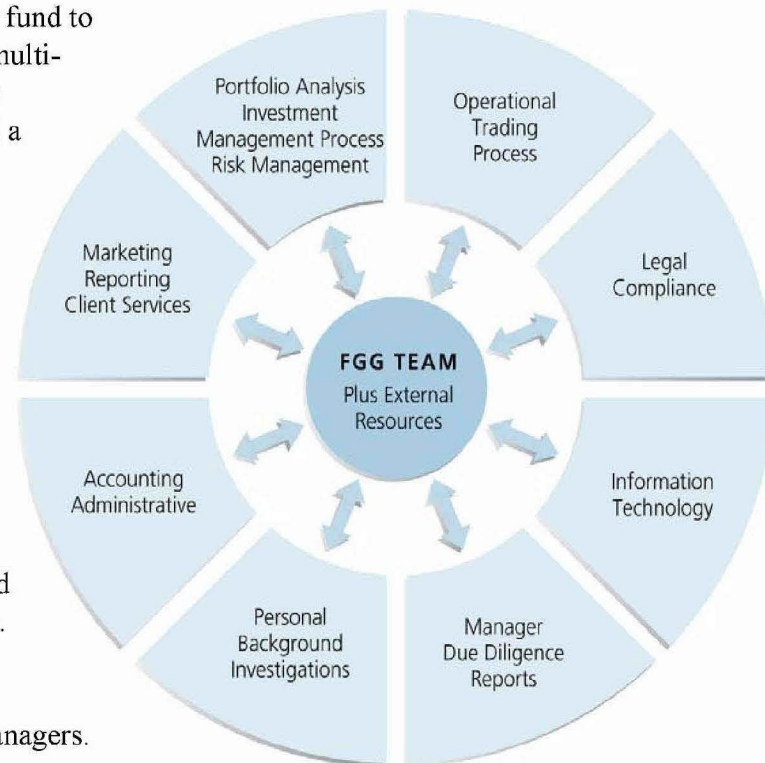 fund to
multi-
a
d
.
anagers.
Portfolio Analysis
Investment
Management Process
Risk Management
Operational
Trading
Process
Legal
Compliance
Information
Technology
Manager
Due Diligence
Reports
Personal
Background
Investigations
Accounting
Administrative
Marketing
Reporting
Client Services
FGG TEAM
Plus External
Resources